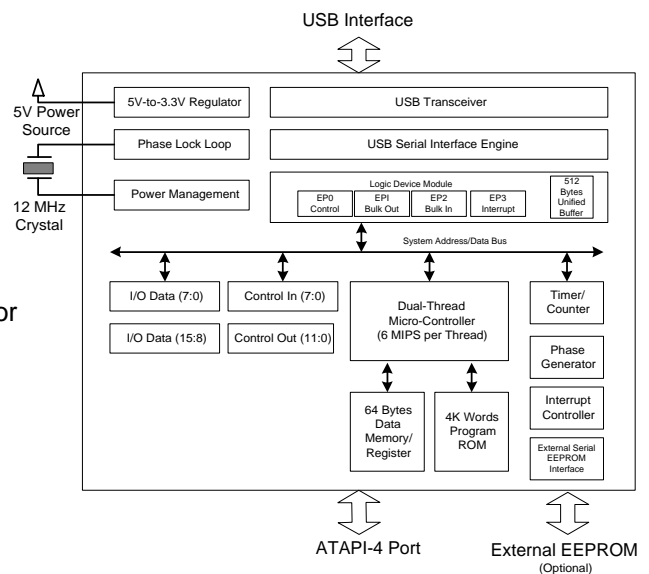 USB Interface
5V Power
Source
12 MHz
Crystal
or
5V-to-3.3V Regulator
USB Transceiver
Phase Lock Loop
USB Serial Interface Engine
Power Management
Logic Device Module
EP0
Control
EPI
Bulk Out
EP2
Bulk In
EP3
Interrupt
512
Bytes
Unified
Buffer
System Address/Data Bus
I/O Data (7:0)
Control In (7:0)
I/O Data (15:8)
Control Out (11:0)
Dual-Thread
Micro-Controller
(6 MIPS per Thread)
Timer/
Counter
Phase
Generator
Interrupt
Controller
External Serial
EEPROM
Interface
64 Bytes
Data
Memory/
Register
4K Words
Program
ROM
ATAPI-4 Port
External EEPROM
(Optional)